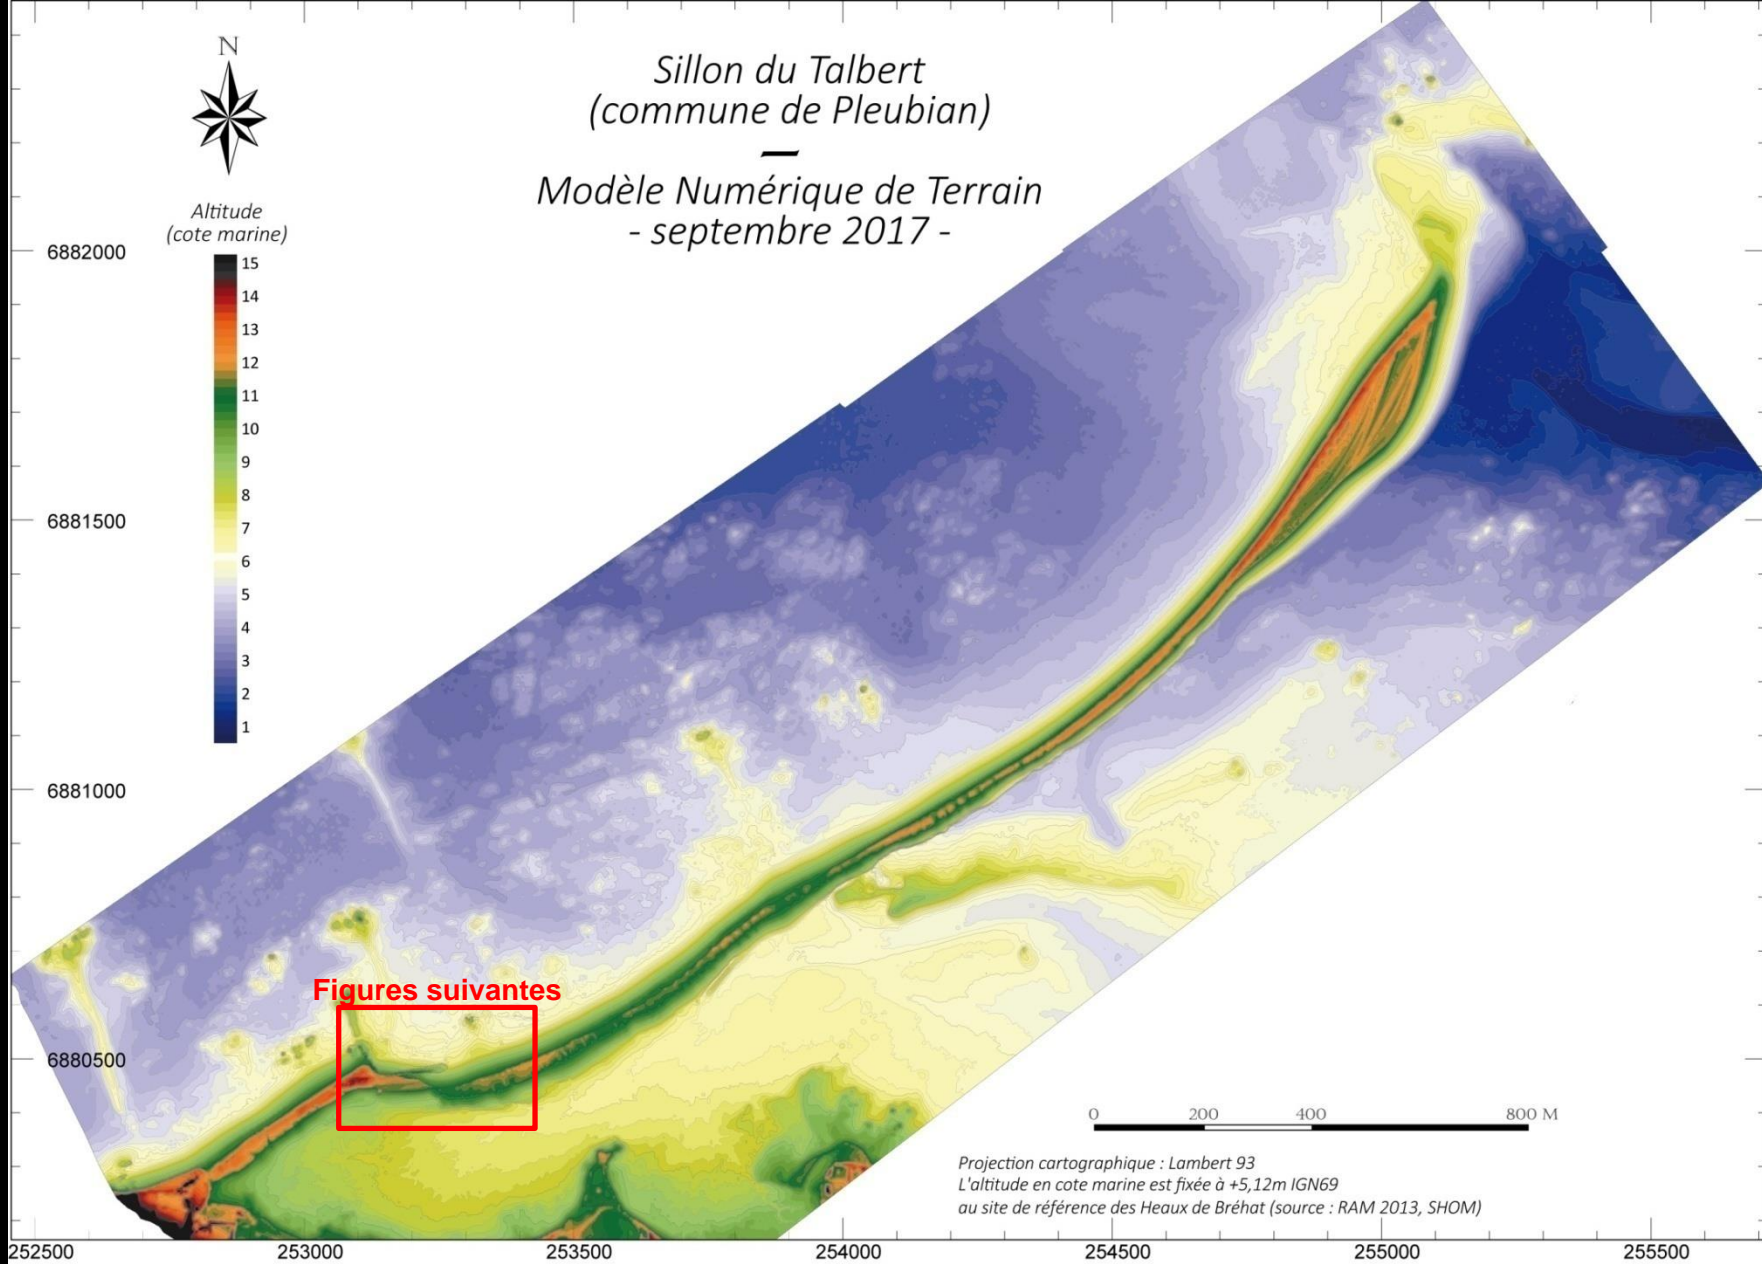 N
Sillon du Talbert
(commune de Pleubian)
Modèle Numérique de Terrain
- septembre 2017 -
Altitude
(cote marine)
15
14
13
12
11
10
9
8
7
6
5
4
3
2
1
6882000
6881500
6881000
6880500
Figures suivantes
0 200 400 800 M
Projection cartographique : Lambert 93
L'altitude en cote marine est fixée à +5,12m IGN69
au site de référence des Heaux de Bréhat (source : RAM 2013, SHOM)
252500 253000 253500 254000 254500 255000 255500